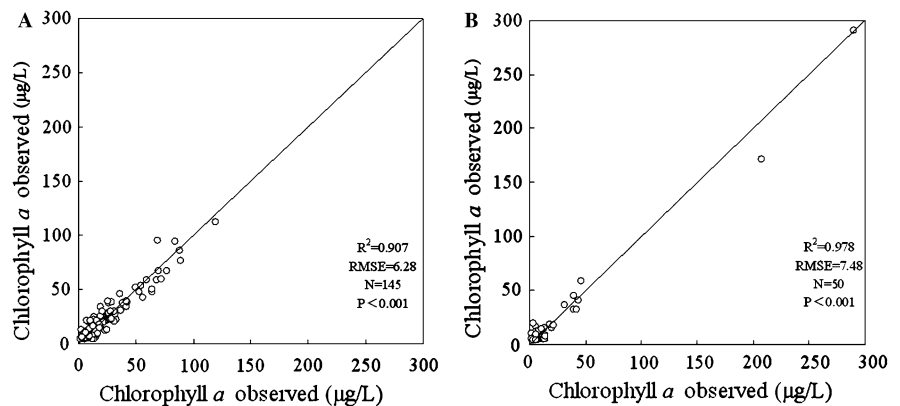 A
300
250
200
150
100
50
0
Chlorophyll a observed (μg/L)
R²=0.907
RMSE=6.28
N=145
P<0.001
0 50 100 150 200 250 300
Chlorophyll a observed (μg/L)
B
300
250
200
150
100
50
0
Chlorophyll a observed (μg/L)
R²=0.978
RMSE=7.48
N=50
P<0.001
0 50 100 150 200 250 300
Chlorophyll a observed (μg/L)